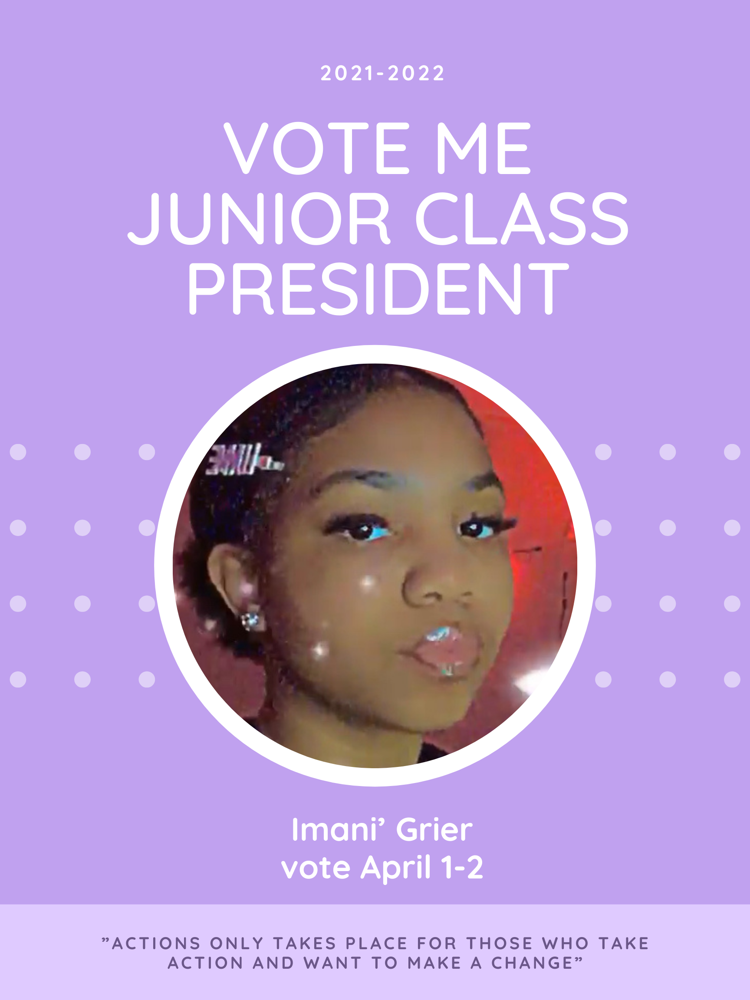 2021-2022
VOTE ME
JUNIOR CLASS
PRESIDENT
Imani’ Grier
vote April 1-2
”ACTIONS ONLY TAKES PLACE FOR THOSE WHO TAKE
ACTION AND WANT TO MAKE A CHANGE”